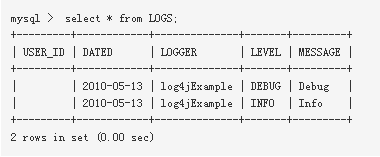 mysql >  select * from LOGS;
+---------+------------+--------------+-------+---------+
| USER_ID | DATED      | LOGGER       | LEVEL | MESSAGE |
+---------+------------+--------------+-------+---------+
|         | 2010-05-13 | log4jExample | DEBUG | Debug   |
|         | 2010-05-13 | log4jExample | INFO  | Info    |
+---------+------------+--------------+-------+---------+
2 rows in set (0.00 sec)